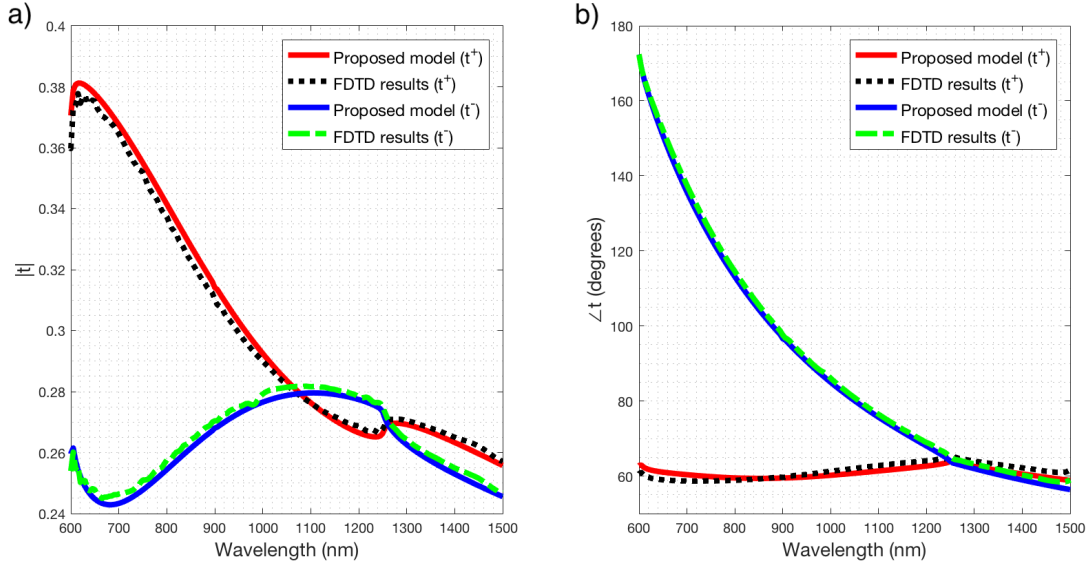 a)
0.4
0.38
0.36
0.34
0.32
0.3
0.28
0.26
0.24
|t|
Proposed model (t⁺)
FDTD results (t⁺)
Proposed model (t⁻)
FDTD results (t⁻)
600 700 800 900 1000 1100 1200 1300 1400 1500
Wavelength (nm)
b)
180
160
140
120
100
80
60
∠t (degrees)
Proposed model (t⁺)
FDTD results (t⁺)
Proposed model (t⁻)
FDTD results (t⁻)
600 700 800 900 1000 1100 1200 1300 1400 1500
Wavelength (nm)